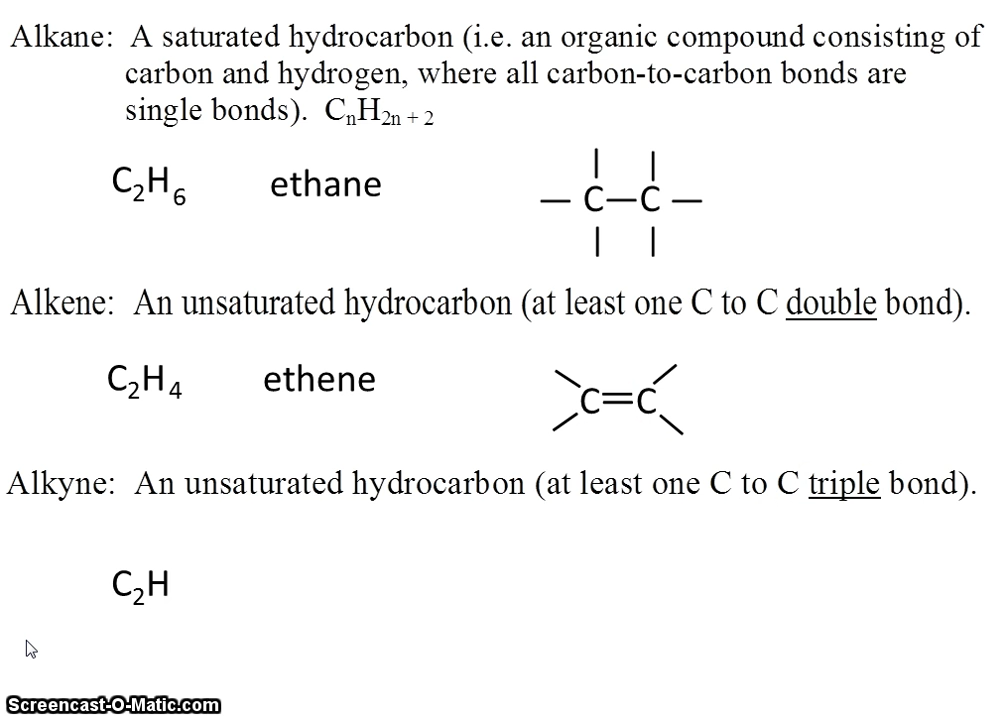 Alkane: A saturated hydrocarbon (i.e. an organic compound consisting of
carbon and hydrogen, where all carbon-to-carbon bonds are
single bonds). CₙH₂ₙ ₊ ₂
C₂H₆ ethane
C—C
Alkene: An unsaturated hydrocarbon (at least one C to C double bond).
C₂H₄ ethene
C=C
Alkyne: An unsaturated hydrocarbon (at least one C to C triple bond).
C₂H
Screencast-O-Matic.com